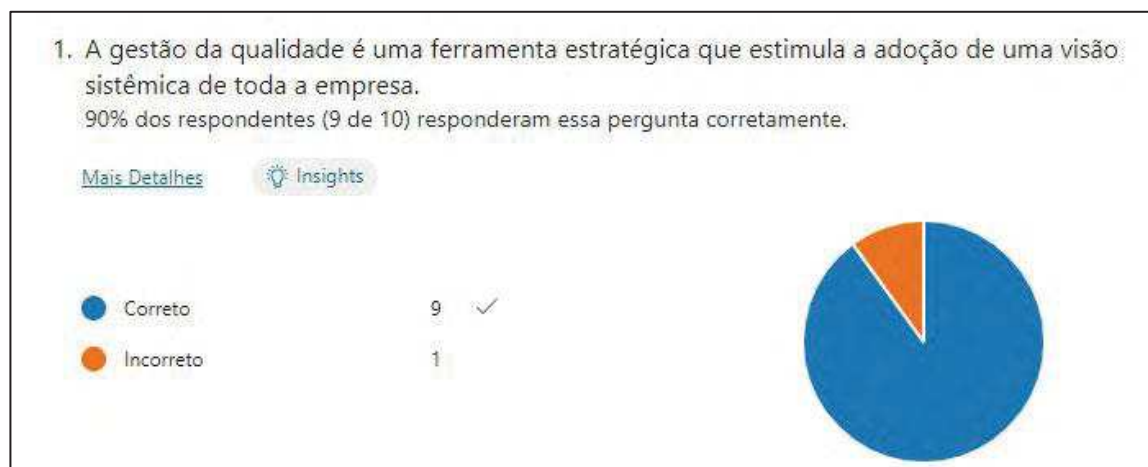 1. A gestão da qualidade é uma ferramenta estratégica que estimula a adoção de uma visão
sistêmica de toda a empresa.
90% dos respondentes (9 de 10) responderam essa pergunta corretamente.
Mais Detalhes Insights
Correto 9
Incorreto 1